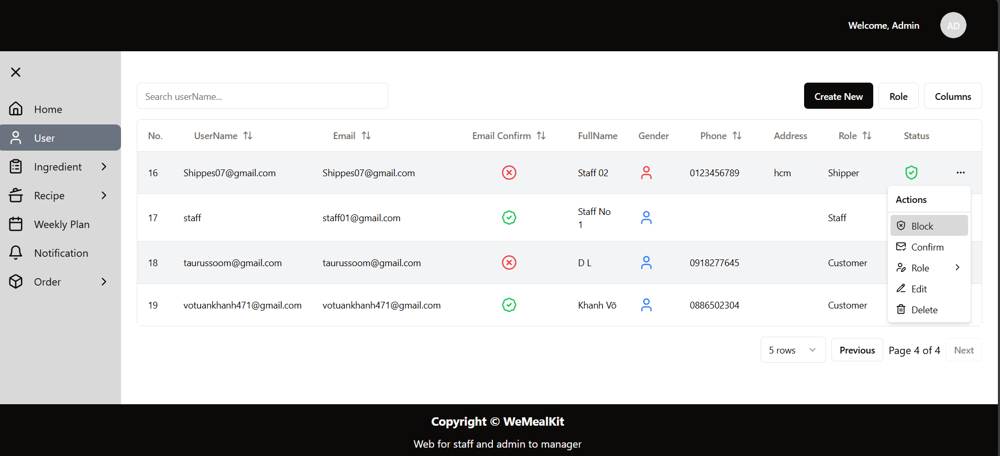 Welcome, Admin
AD
Home
User
Ingredient
Recipe
Weekly Plan
Notification
Order
Search userName...
Create New
Role
Columns
No. UserName Email Email Confirm FullName Gender Phone Address Role Status
16 Shippes07@gmail.com Shippes07@gmail.com Staff 02 0123456789 hcm Shipper ...
17 staff staff01@gmail.com Staff No 1 Staff
18 taurussoom@gmail.com taurussoom@gmail.com D L 0918277645 Customer
19 votuankhanh471@gmail.com votuankhanh471@gmail.com Khanh Võ 0886502304 Customer
Actions
Block
Confirm
Role
Edit
Delete
5 rows
Previous
Page 4 of 4
Next
Copyright © WeMealKit
Web for staff and admin to manager